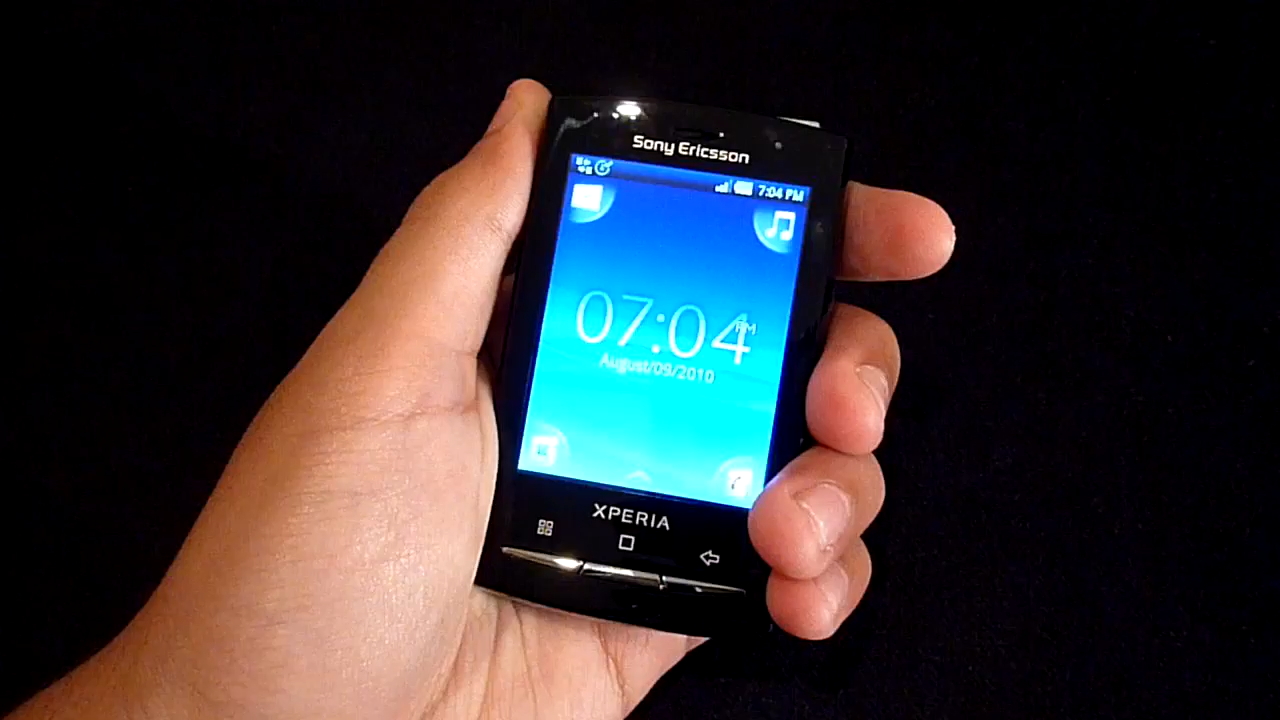 Sony Ericsson
7:04 PM
07:04 PM
August/09/2010
XPERIA